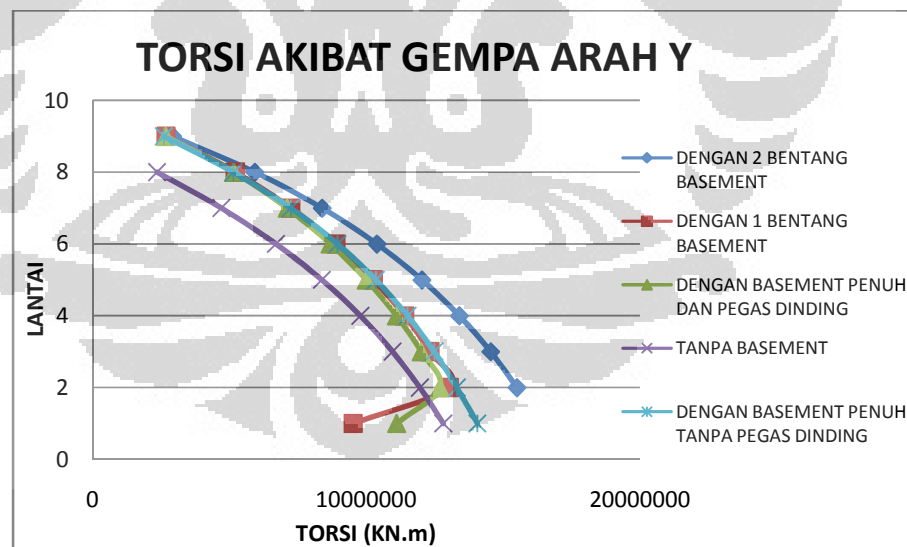 TORSI AKIBAT GEMPA ARAH Y
10
8
6
4
2
0
LANTAI
0
10000000
20000000
TORSI (KN.m)
DENGAN 2 BENTANG
BASEMENT
DENGAN 1 BENTANG
BASEMENT
DENGAN BASEMENT PENUH
DAN PEGAS DINDING
TANPA BASEMENT
DENGAN BASEMENT PENUH
TANPA PEGAS DINDING